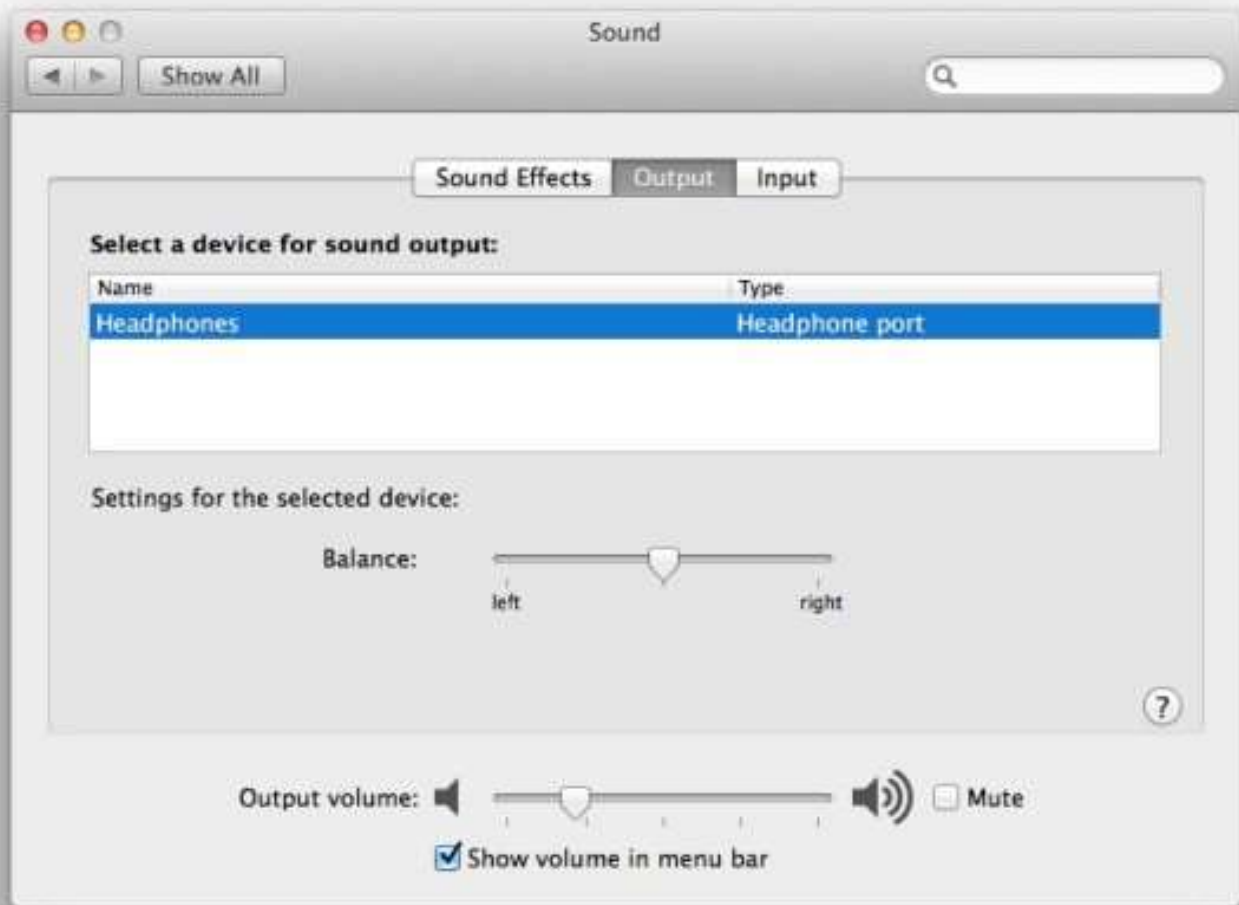 Sound
Show All
Sound Effects Output Input
Select a device for sound output:
Name Type
Headphones Headphone port
Settings for the selected device:
Balance:
left right
?
Output volume: Mute
Show volume in menu bar